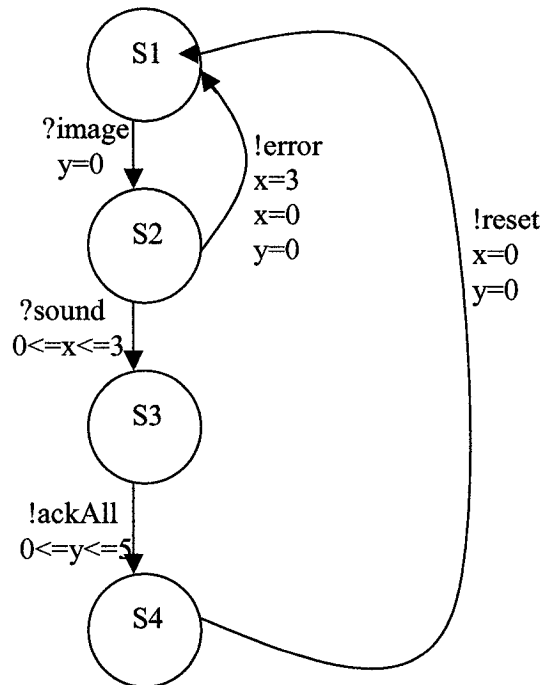 S1
?image
y=0
!error
x=3
x=0
y=0
S2
!reset
x=0
y=0
?sound
0<=x<=3
S3
!ackAll
0<=y<=5
S4